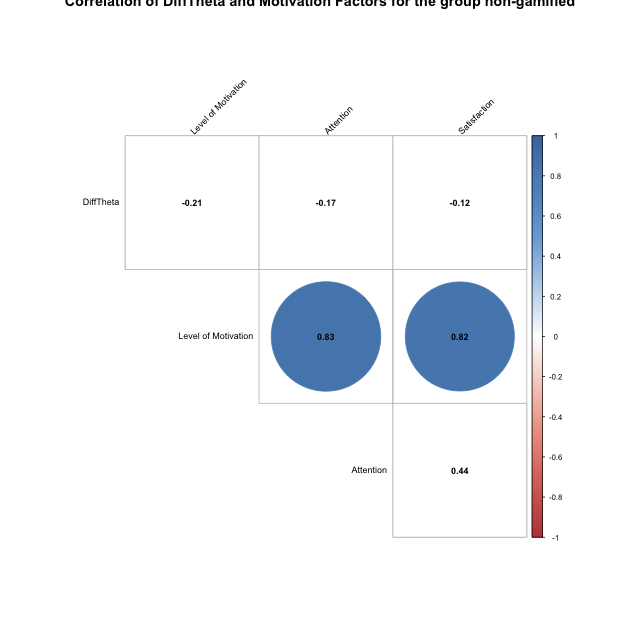 Correlation of DiffTheta and Motivation Factors for the group non-gamified
Level of Motivation
Attention
Satisfaction
DiffTheta
-0.21
-0.17
-0.12
Level of Motivation
0.83
0.82
Attention
0.44
1
0.8
0.6
0.4
0.2
0
-0.2
-0.4
-0.6
-0.8
-1